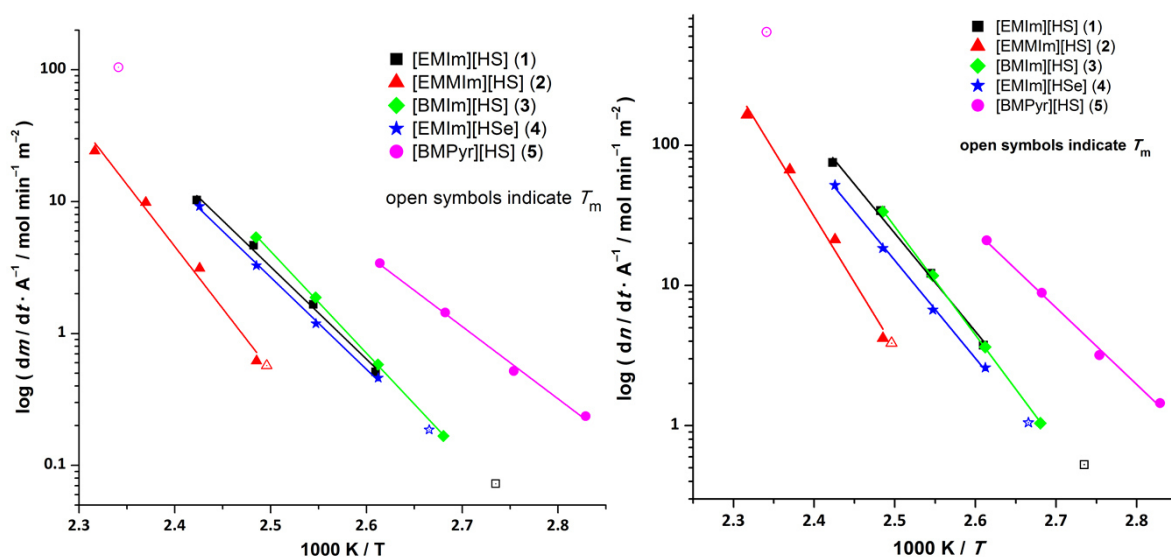 [EMIm][HS] (1)
[EMMIm][HS] (2)
[BMIm][HS] (3)
[EMIm][HSe] (4)
[BMPyr][HS] (5)
open symbols indicate Tm
log ( dm / dt · A⁻¹ / mol min⁻¹ m⁻²)
100
10
1
0.1
2.3 2.4 2.5 2.6 2.7 2.8
1000 K / T
[EMIm][HS] (1)
[EMMIm][HS] (2)
[BMIm][HS] (3)
[EMIm][HSe] (4)
[BMPyr][HS] (5)
open symbols indicate Tm
log ( dn / dt · A⁻¹ / mol min⁻¹ m⁻²)
100
10
1
2.3 2.4 2.5 2.6 2.7 2.8
1000 K / T